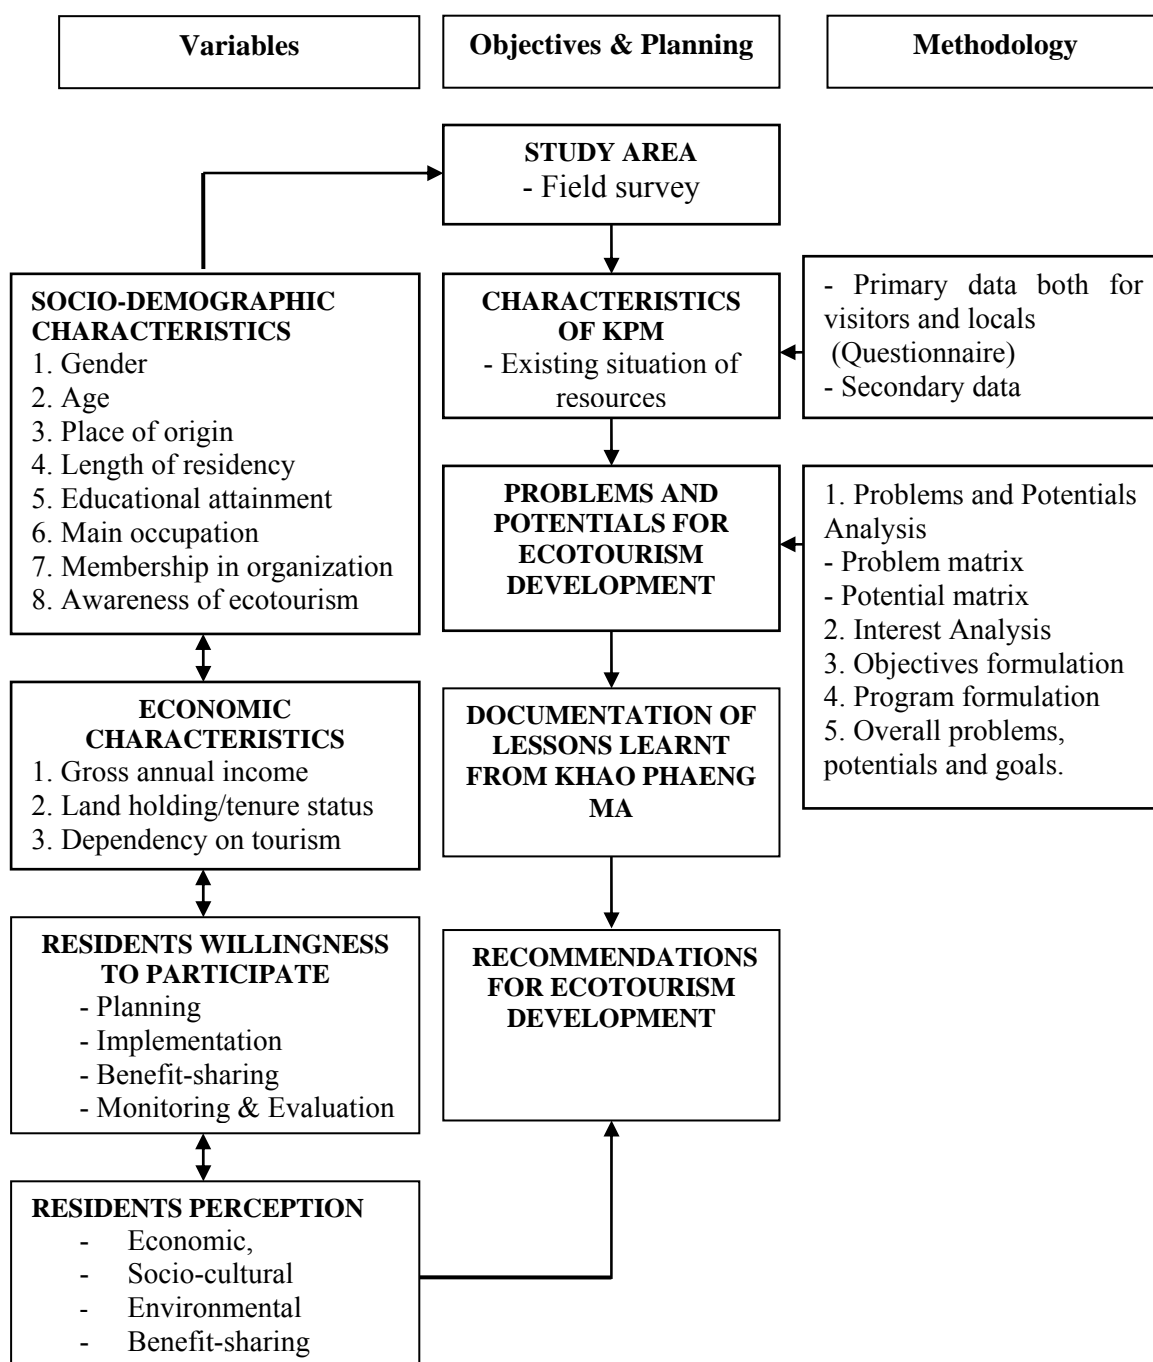 Variables
Objectives & Planning
Methodology
STUDY AREA
- Field survey
SOCIO-DEMOGRAPHIC
CHARACTERISTICS
1. Gender
2. Age
3. Place of origin
4. Length of residency
5. Educational attainment
6. Main occupation
7. Membership in organization
8. Awareness of ecotourism
CHARACTERISTICS
OF KPM
- Existing situation of
resources
- Primary data both for
visitors and locals
(Questionnaire)
- Secondary data
PROBLEMS AND
POTENTIALS FOR
ECOTOURISM
DEVELOPMENT
1. Problems and Potentials
Analysis
- Problem matrix
- Potential matrix
2. Interest Analysis
3. Objectives formulation
4. Program formulation
5. Overall problems,
potentials and goals.
ECONOMIC
CHARACTERISTICS
1. Gross annual income
2. Land holding/tenure status
3. Dependency on tourism
DOCUMENTATION OF
LESSONS LEARNT
FROM KHAO PHAENG
MA
RESIDENTS WILLINGNESS
TO PARTICIPATE
- Planning
- Implementation
- Benefit-sharing
- Monitoring & Evaluation
RECOMMENDATIONS
FOR ECOTOURISM
DEVELOPMENT
RESIDENTS PERCEPTION
- Economic,
- Socio-cultural
- Environmental
- Benefit-sharing